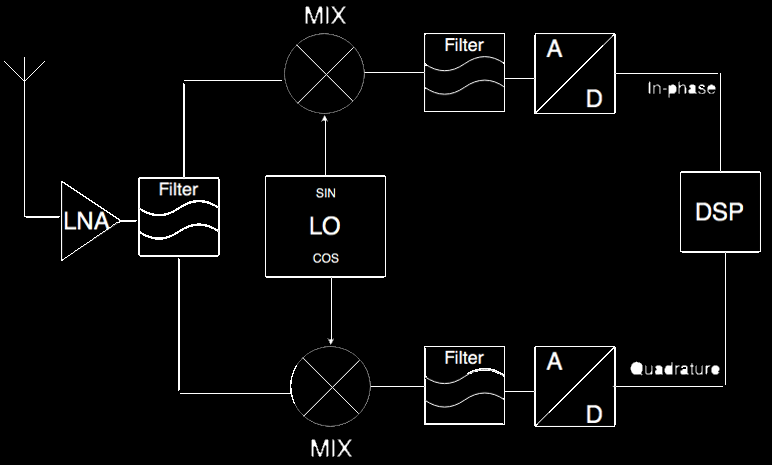 MIX
Filter
A
D
In-phase
LNA
Filter
SIN
LO
COS
DSP
Filter
A
D
Quadrature
MIX